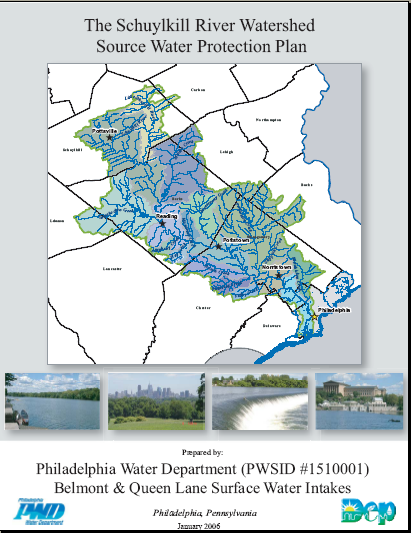 The Schuylkill River Watershed
Source Water Protection Plan
Carbon
Northampton
Pottsville
Schuylkill
Lehigh
Bucks
Berks
Lebanon
Reading
Pottstown
Norristown
Lancaster
Chester
Philadelphia
Delaware
Prepared by:
Philadelphia Water Department (PWSID #1510001)
Belmont & Queen Lane Surface Water Intakes
Philadelphia, Pennsylvania
January 2006
Philadelphia
PWD
Water Department
Dep